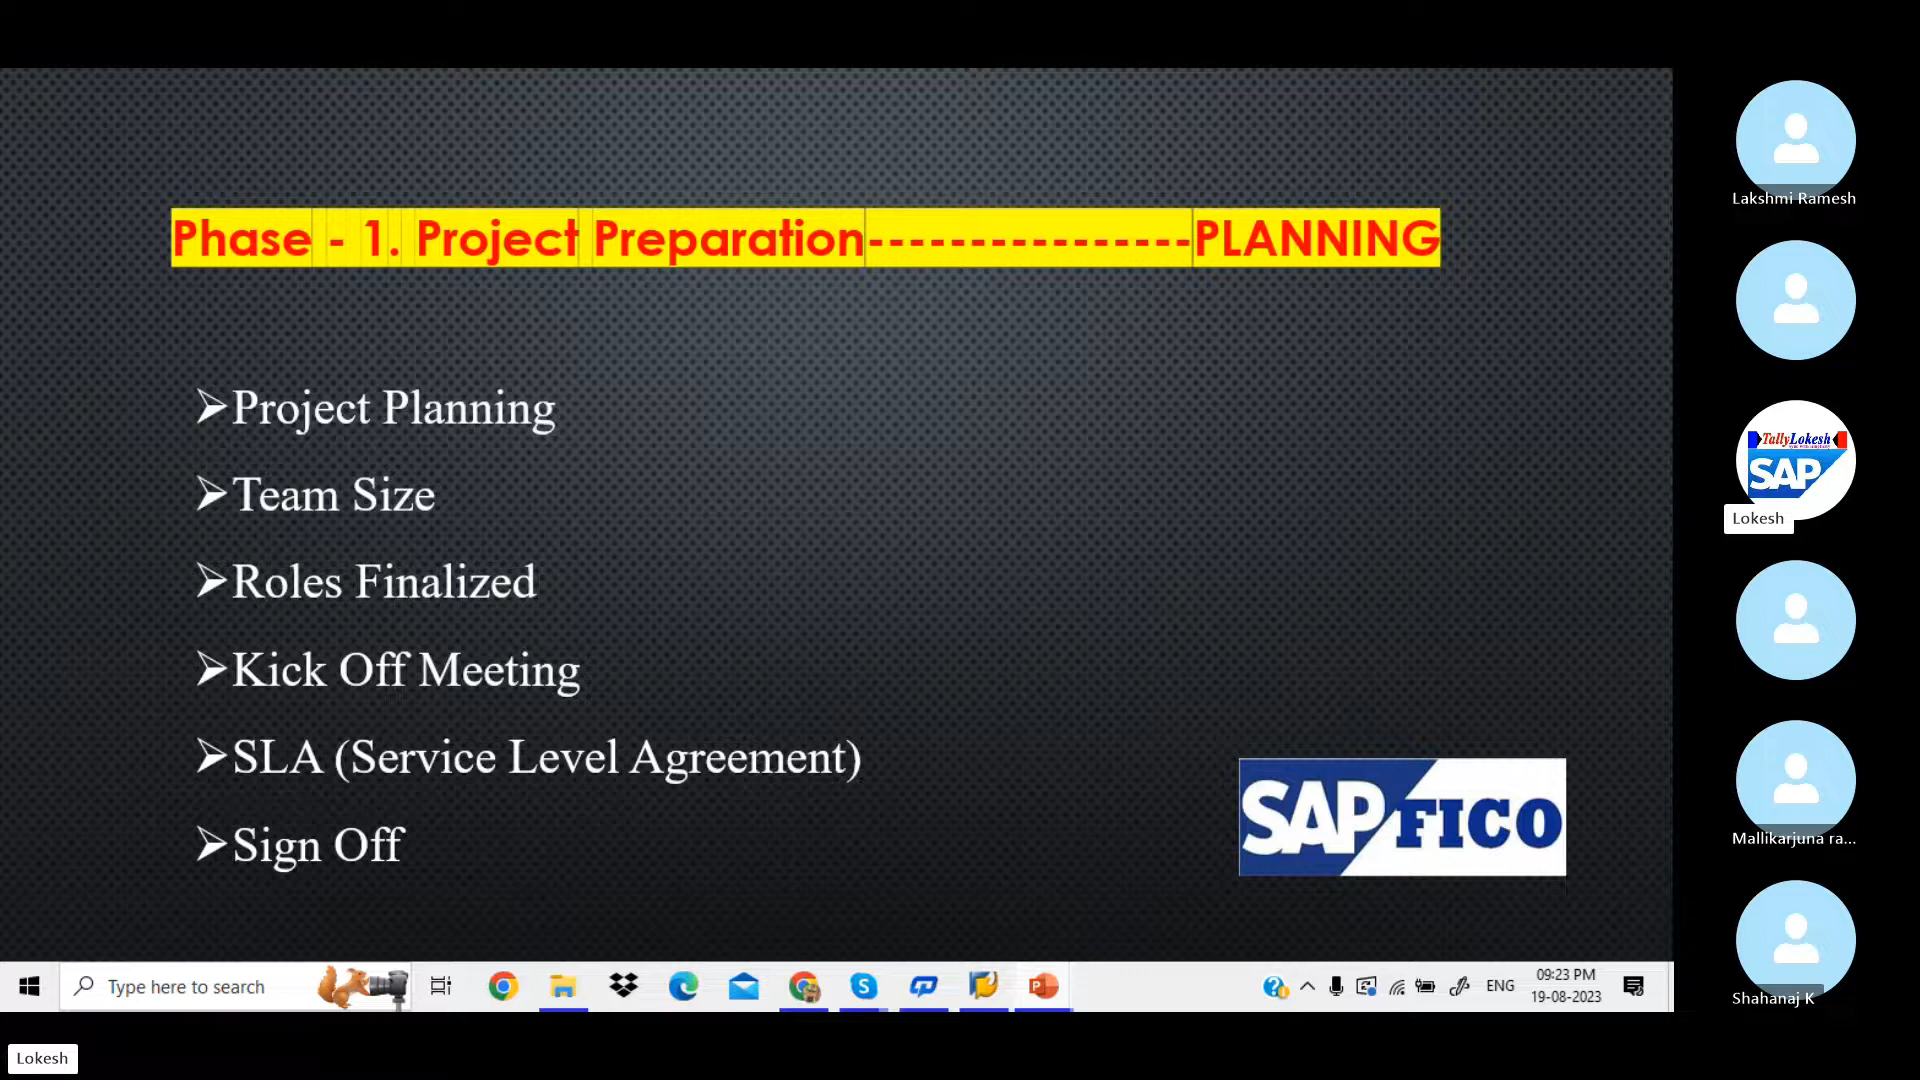 Phase - 1. Project Preparation----------------PLANNING
➢Project Planning
➢Team Size
➢Roles Finalized
➢Kick Off Meeting
➢SLA (Service Level Agreement)
➢Sign Off
SAP FICO
Type here to search
ENG
09:23 PM
19-08-2023
Lakshmi Ramesh
TallyLokesh
SAP
Lokesh
Mallikarjuna ra...
Shahanaj K
Lokesh